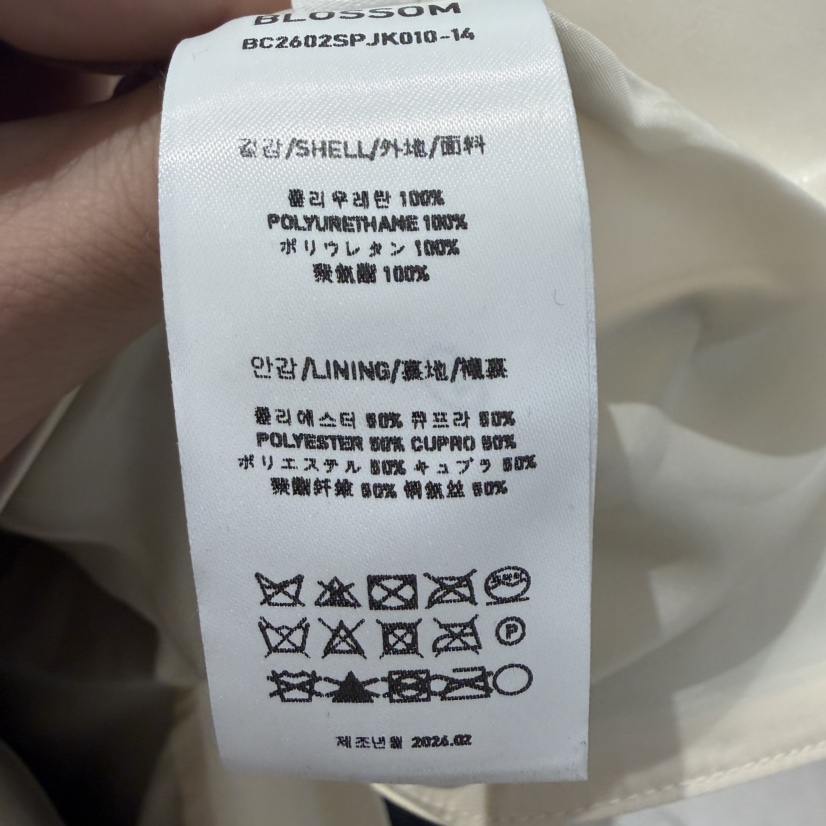 BLOSSOM
BC2602SPJK010-14
겉감/SHELL/外地/面料
폴리우레탄 100%
POLYURETHANE 100%
ポリウレタン 100%
聚氨酯 100%
안감/LINING/裏地/襯裏
폴리에스터 50% 큐프라 50%
POLYESTER 50% CUPRO 50%
ポリエステル 50% キュプラ 50%
聚酯纤维 50% 铜氨丝 50%
P
제조년월 2026.02